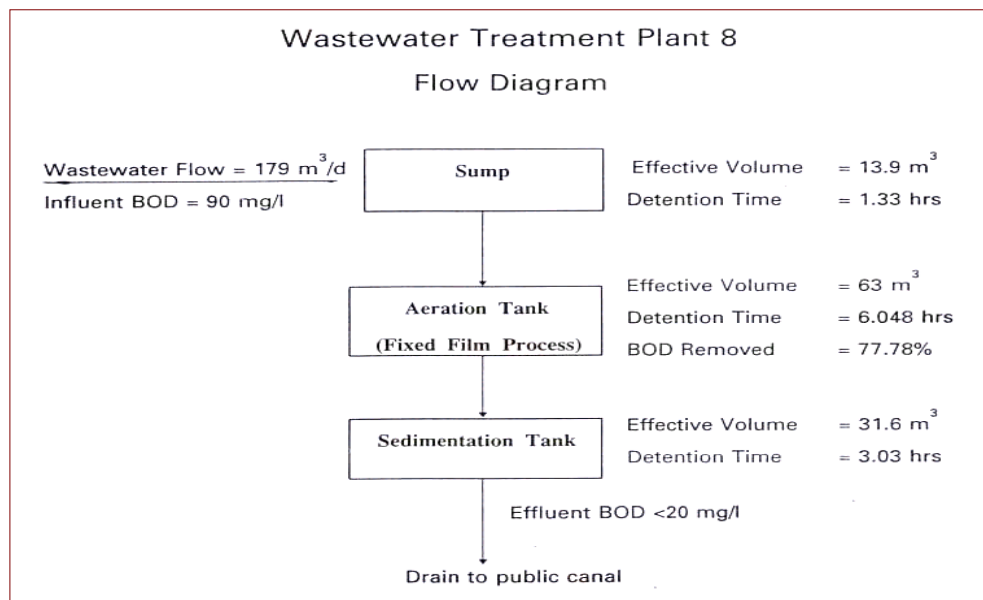 Wastewater Treatment Plant 8
Flow Diagram
Wastewater Flow = 179 m³/d
Influent BOD = 90 mg/l
Sump
Effective Volume = 13.9 m³
Detention Time = 1.33 hrs
Aeration Tank
(Fixed Film Process)
Effective Volume = 63 m³
Detention Time = 6.048 hrs
BOD Removed = 77.78%
Sedimentation Tank
Effective Volume = 31.6 m³
Detention Time = 3.03 hrs
Effluent BOD <20 mg/l
Drain to public canal